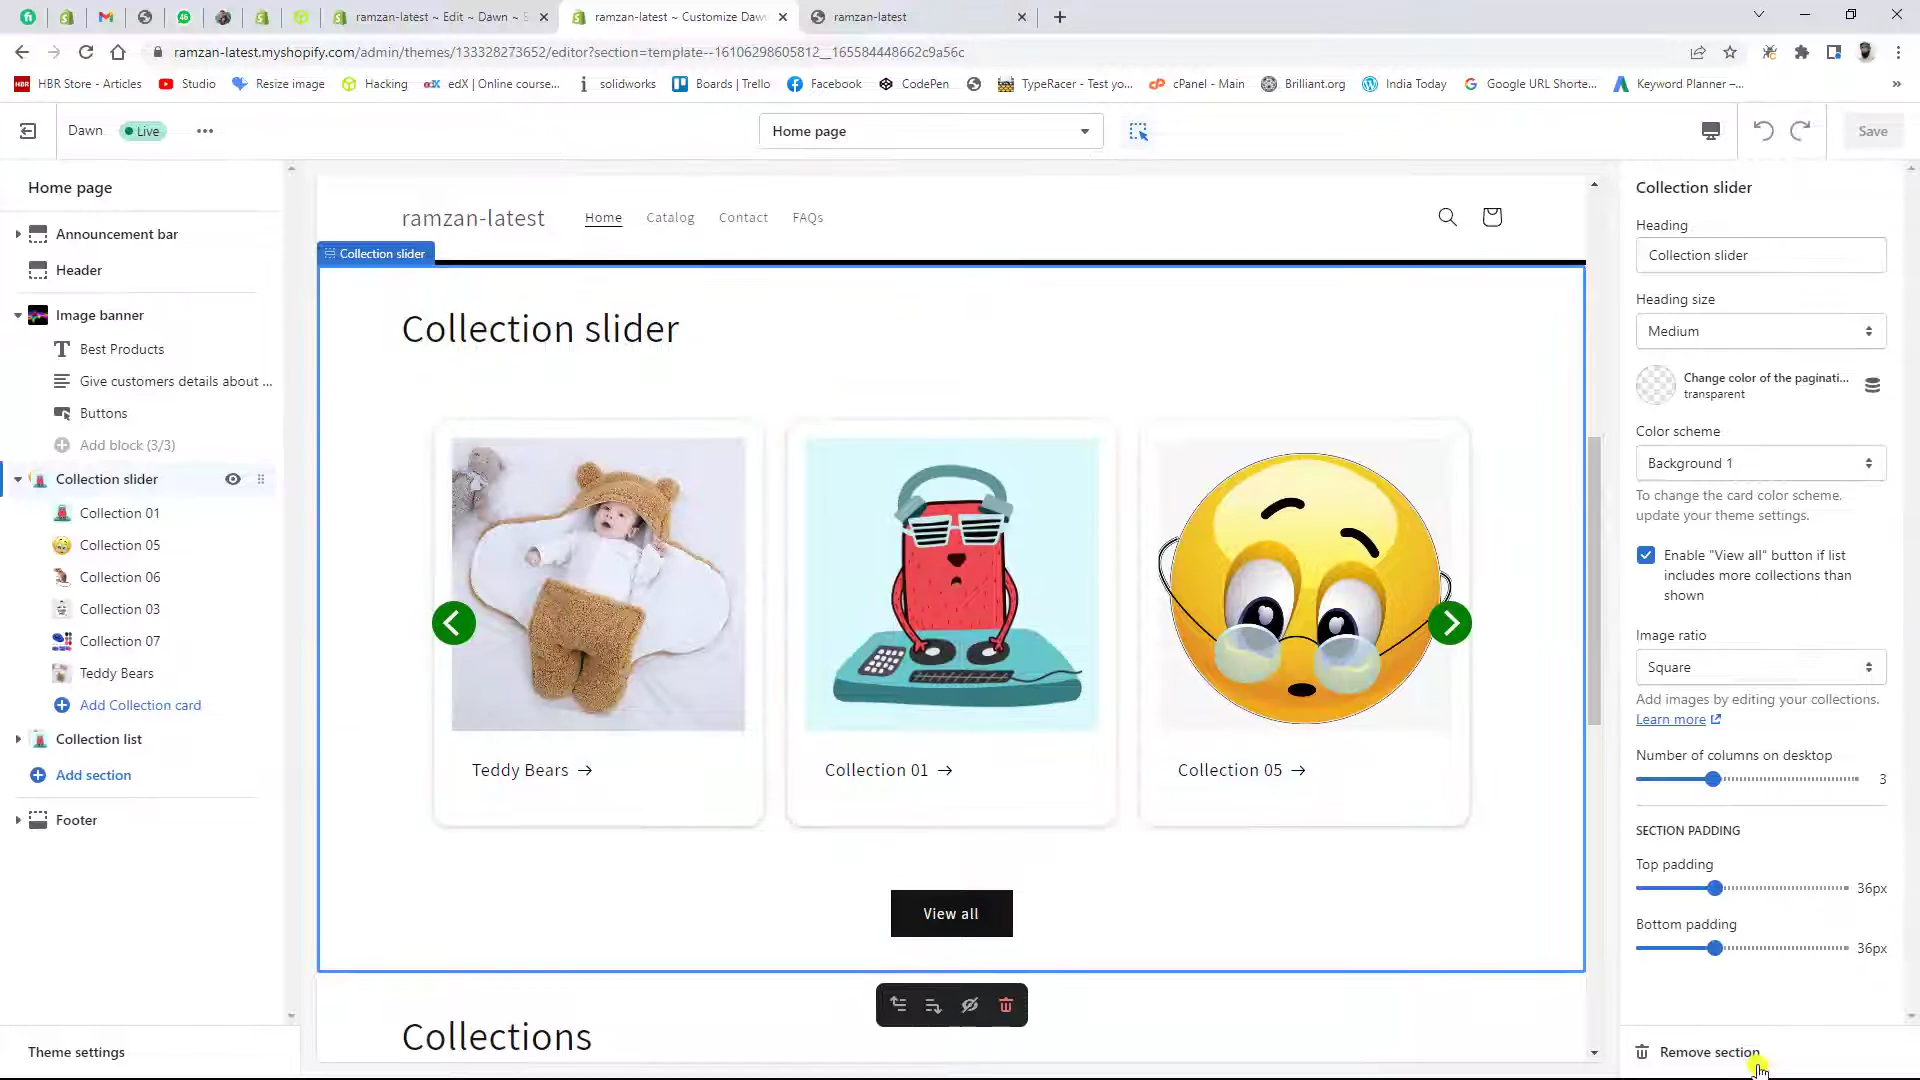 ramzan-latest ~ Edit ~ Dawn ~ S
ramzan-latest ~ Customize Daw
ramzan-latest
ramzan-latest.myshopify.com/admin/themes/133328273652/editor?section=template--16106298605812__165584448662c9a56c
HBR Store - Articles
Studio
Resize image
Hacking
edX | Online course...
solidworks
Boards | Trello
Facebook
CodePen
TypeRacer - Test yo...
cPanel - Main
Brilliant.org
India Today
Google URL Shorte...
Keyword Planner –...
Dawn
Live
Home page
Save
Home page
Announcement bar
Header
Image banner
Best Products
Give customers details about ...
Buttons
Add block (3/3)
Collection slider
Collection 01
Collection 05
Collection 06
Collection 03
Collection 07
Teddy Bears
Add Collection card
Collection list
Add section
Footer
Theme settings
ramzan-latest
Home
Catalog
Contact
FAQs
Collection slider
Collection slider
Teddy Bears →
Collection 01 →
Collection 05 →
View all
Collections
Collection slider
Heading
Collection slider
Heading size
Medium
Change color of the paginati...
transparent
Color scheme
Background 1
To change the card color scheme.
update your theme settings.
Enable "View all" button if list
includes more collections than
shown
Image ratio
Square
Add images by editing your collections.
Learn more
Number of columns on desktop
3
SECTION PADDING
Top padding
36px
Bottom padding
36px
Remove section